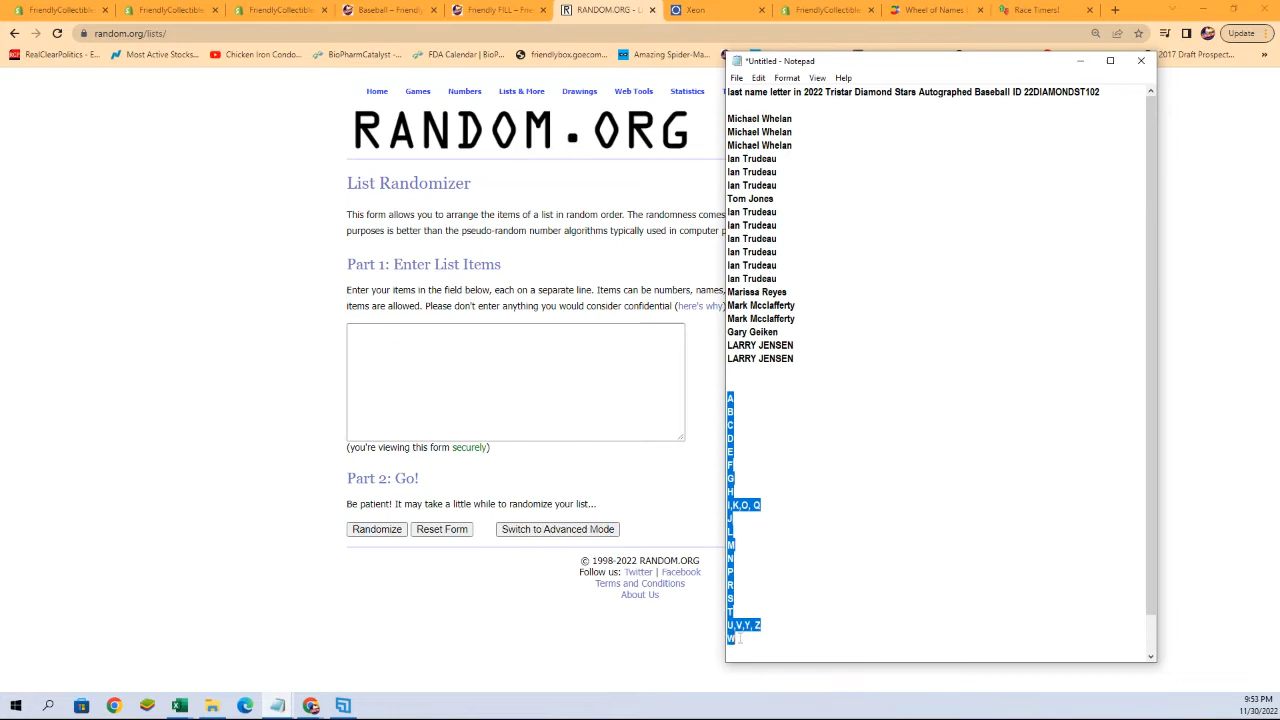 FriendlyCollectible
FriendlyCollectible
FriendlyCollectible
Baseball – Friendly
Friendly FILL – Frien
RANDOM.ORG - Li
Xeon
FriendlyCollectible
Wheel of Names |
Race Timers!
random.org/lists/
Update
RealClearPolitics - E...
Most Active Stocks...
Chicken Iron Condo...
BioPharmCatalyst -...
FDA Calendar | BioP...
friendlybox.goecom...
Amazing Spider-Ma...
2017 Draft Prospect...
Home
Games
Numbers
Lists & More
Drawings
Web Tools
Statistics
RANDOM.ORG
List Randomizer
This form allows you to arrange the items of a list in random order. The randomness comes
purposes is better than the pseudo-random number algorithms typically used in computer p
Part 1: Enter List Items
Enter your items in the field below, each on a separate line. Items can be numbers, names,
items are allowed. Please don't enter anything you would consider confidential (here's why)
(you're viewing this form securely)
Part 2: Go!
Be patient! It may take a little while to randomize your list...
Randomize
Reset Form
Switch to Advanced Mode
© 1998-2022 RANDOM.ORG
Follow us: Twitter | Facebook
Terms and Conditions
About Us
*Untitled - Notepad
File Edit Format View Help
last name letter in 2022 Tristar Diamond Stars Autographed Baseball ID 22DIAMONDST102
Michael Whelan
Michael Whelan
Michael Whelan
Ian Trudeau
Ian Trudeau
Ian Trudeau
Tom Jones
Ian Trudeau
Ian Trudeau
Ian Trudeau
Ian Trudeau
Ian Trudeau
Ian Trudeau
Marissa Reyes
Mark Mcclafferty
Mark Mcclafferty
Gary Geiken
LARRY JENSEN
LARRY JENSEN
A
B
C
D
E
F
G
H
I,K,O, Q
J
L
M
N
P
R
S
T
U,V,Y, Z
W
9:53 PM
11/30/2022